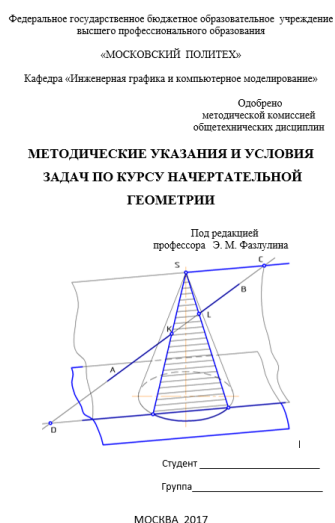 Федеральное государственное бюджетное образовательное учреждение
высшего профессионального образования
«МОСКОВСКИЙ ПОЛИТЕХ»
Кафедра «Инженерная графика и компьютерное моделирование»
Одобрено
методической комиссией
общетехнических дисциплин
МЕТОДИЧЕСКИЕ УКАЗАНИЯ И УСЛОВИЯ
ЗАДАЧ ПО КУРСУ НАЧЕРТАТЕЛЬНОЙ
ГЕОМЕТРИИ
Под редакцией
профессора Э. М. Фазлулина
S
C
B
L
K
A
D
Студент
Группа
МОСКВА 2017